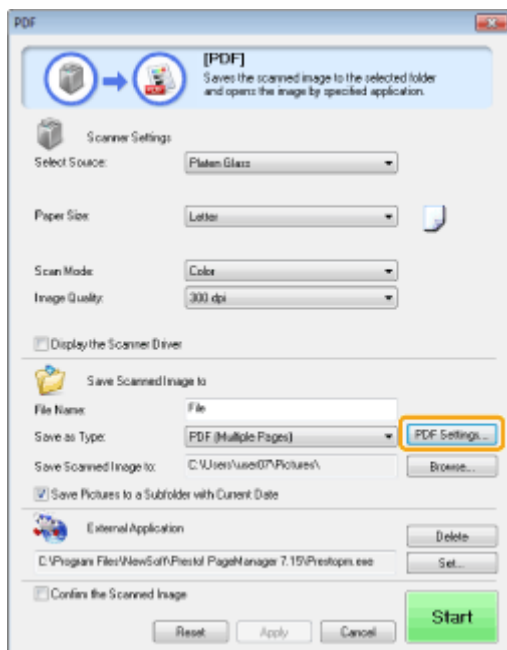 PDF
[PDF]
Saves the scanned image to the selected folder
and opens the image by specified application.
PDF
Scanner Settings
Select Source: Platen Glass
Paper Size: Letter
Scan Mode: Color
Image Quality: 300 dpi
Display the Scanner Driver
Save Scanned Image to
File Name: File
Save as Type: PDF (Multiple Pages) PDF Settings...
Save Scanned Image to: C:\Users\user07\Pictures\ Browse...
Save Pictures to a Subfolder with Current Date
External Application Delete
C:\Program Files\NewSoft\Presto! PageManager 7.15\Prestopm.exe Set...
Confirm the Scanned Image
Reset Apply Cancel Start